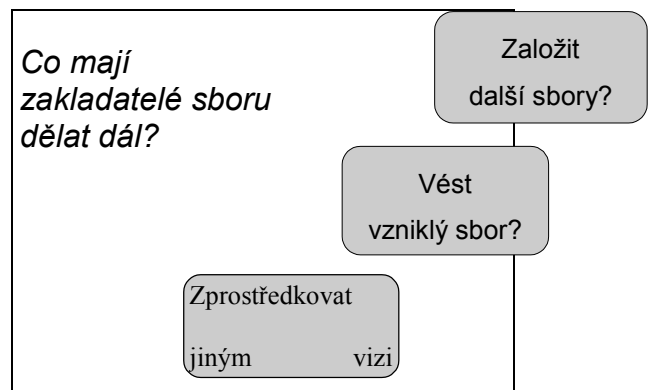 Co mají
zakladatelé sboru
dělat dál?
Založit
další sbory?
Vést
vzniklý sbor?
Zprostředkovat
jiným vizi